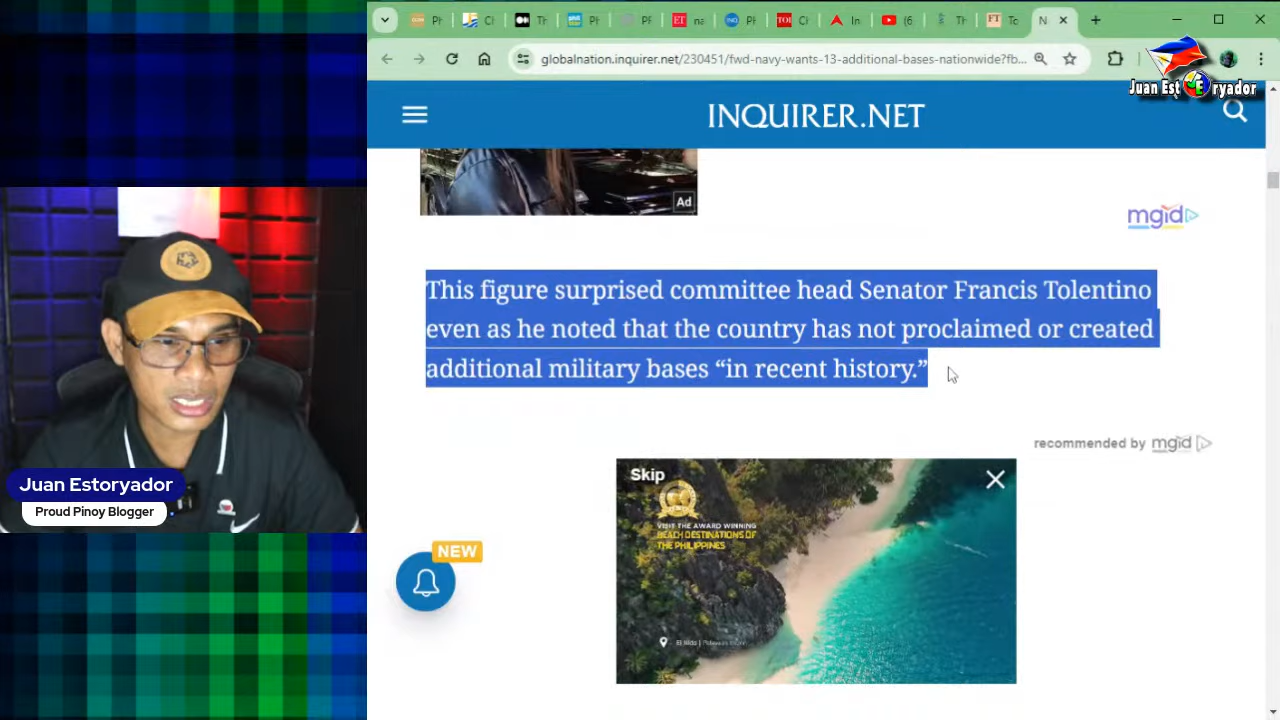 globalnation.inquirer.net/230451/fwd-navy-wants-13-additional-bases-nationwide?fb...
Juan Est ryador
INQUIRER.NET
Ad
mgid
This figure surprised committee head Senator Francis Tolentino
even as he noted that the country has not proclaimed or created
additional military bases “in recent history.”
recommended by mgid
Skip
VISIT THE AWARD WINNING
BEACH DESTINATIONS OF
THE PHILIPPINES
El Nido
NEW
Juan Estoryador
Proud Pinoy Blogger